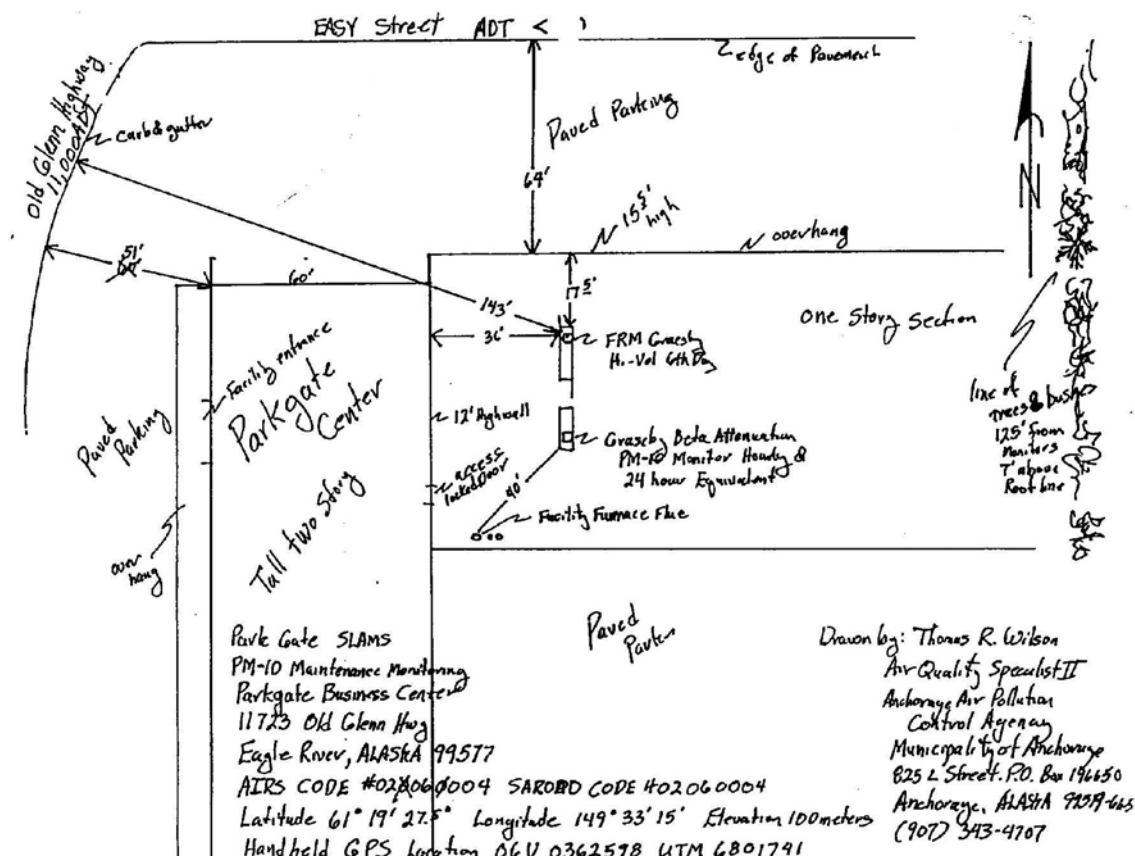 EASY Street ADT < )
edge of Pavement
Old Glenn Highway
11,000 ADT
curb & gutter
Paved Parking
64'
N
15.5' high
overhang
51'
60'
143'
17.5'
36'
one Story Section
FRM Graesby
Hi-Vol 6th Day
Facility entrance
Parkgate
Center
12' high wall
Paved
Parking
line of
trees & bushes
125' from
Monitors
7' above
Roof line
Graseby Beta Attenuation
PM-10 Monitor Hourly &
24 hour Equivalent
access
locked Door
40'
Facility Furnace Flue
Tall two Story
over
hang
Paved
Park Gate SLAMS
PM-10 Maintenance Monitoring
Parkgate Business Center
11723 Old Glenn Hwy
Eagle River, ALASKA 99577
AIRS CODE #020600004 SAROAD CODE #02060004
Latitude 61° 19' 27.5" Longitude 149° 33' 15" Elevation 100 meters
Handheld GPS Location 06V 0362598 UTM 6801741
Drawn by: Thomas R. Wilson
Air Quality Specialist II
Anchorage Air Pollution
Control Agency
Municipality of Anchorage
825 L Street. P.O. Box 196650
Anchorage, ALASKA
(907) 343-4707